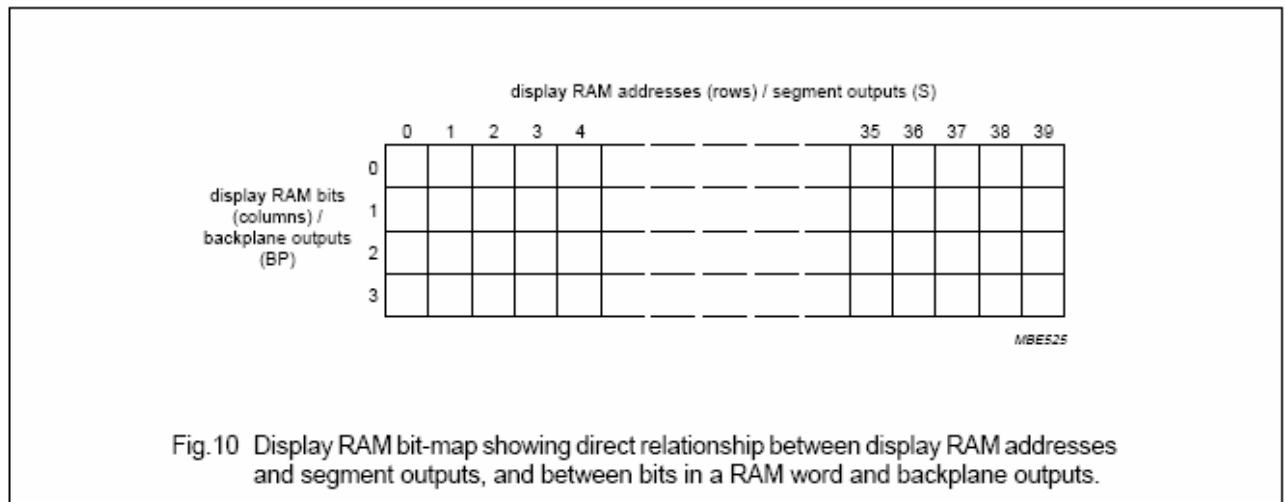 display RAM addresses (rows) / segment outputs (S)
0 1 2 3 4 35 36 37 38 39
0
display RAM bits
(columns) /
1
backplane outputs
2
(BP)
3
MBE525
Fig.10 Display RAM bit-map showing direct relationship between display RAM addresses
and segment outputs, and between bits in a RAM word and backplane outputs.